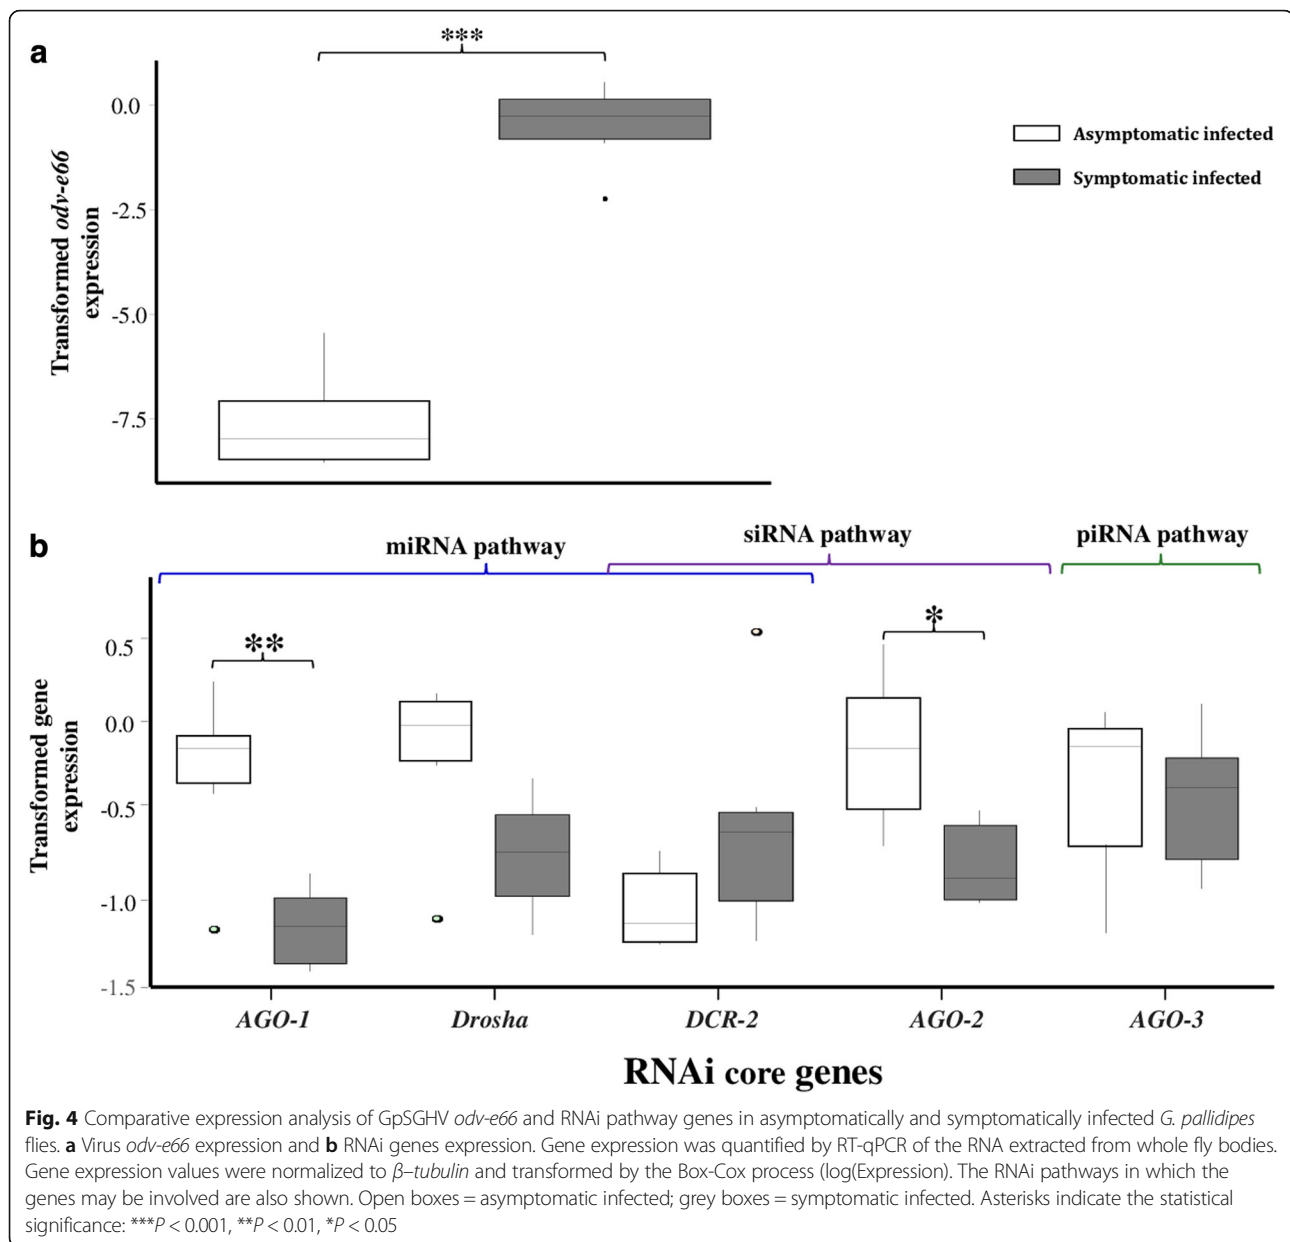 a
***
0.0
-2.5
-5.0
-7.5
Transformed odv-e66
expression
Asymptomatic infected
Symptomatic infected
b
miRNA pathway
siRNA pathway
piRNA pathway
**
*
0.5
0.0
-0.5
-1.0
-1.5
Transformed gene
expression
AGO-1
Drosha
DCR-2
AGO-2
AGO-3
RNAi core genes
Fig. 4 Comparative expression analysis of GpSGHV odv-e66 and RNAi pathway genes in asymptomatically and symptomatically infected G. pallidipes
flies. a Virus odv-e66 expression and b RNAi genes expression. Gene expression was quantified by RT-qPCR of the RNA extracted from whole fly bodies.
Gene expression values were normalized to β–tubulin and transformed by the Box-Cox process (log(Expression). The RNAi pathways in which the
genes may be involved are also shown. Open boxes = asymptomatic infected; grey boxes = symptomatic infected. Asterisks indicate the statistical
significance: ***P < 0.001, **P < 0.01, *P < 0.05